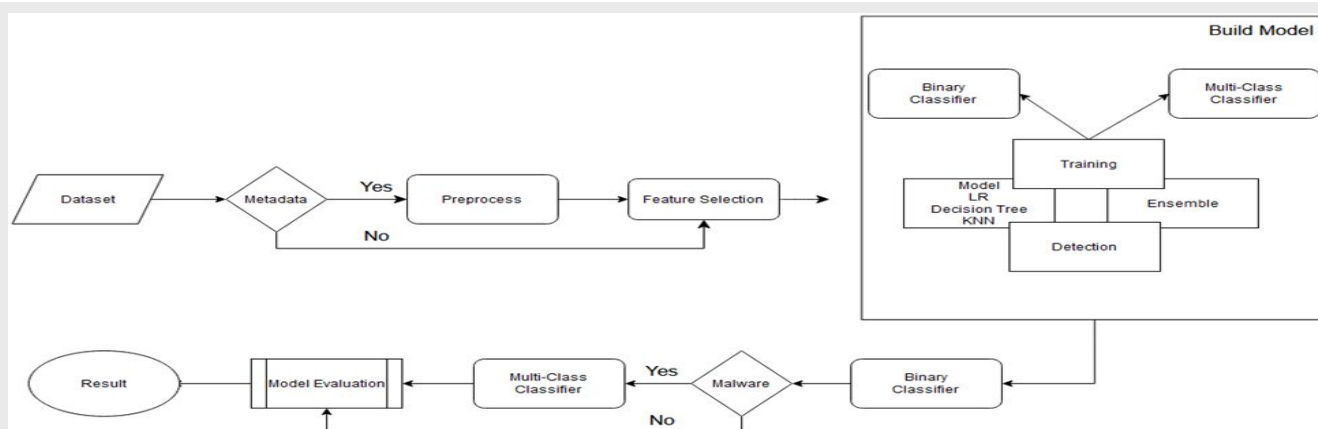 Build Model
Binary
Classifier
Multi-Class
Classifier
Training
Model
LR
Decision Tree
KNN
Ensemble
Detection
Dataset
Metadata
Yes
Preprocess
Feature Selection
No
Result
Model Evaluation
Multi-Class
Classifier
Yes
Malware
Binary
Classifier
No